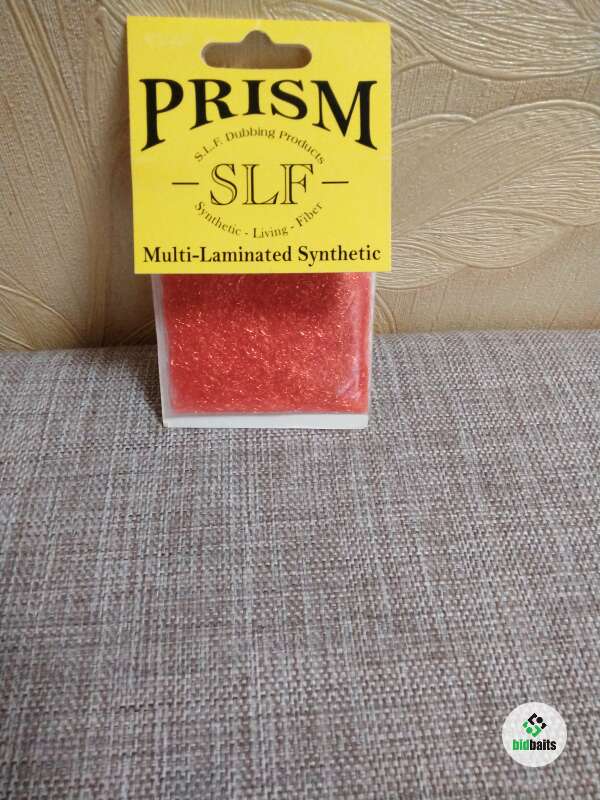 PRISM
S.L.F. Dubbing Products
— SLF —
Synthetic - Living - Fiber
Multi-Laminated Synthetic
bidbaits